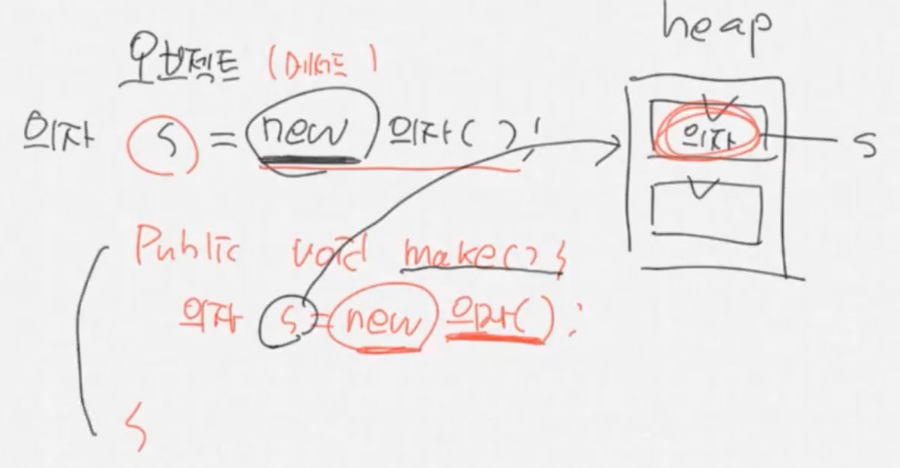 heap
오브젝트 (메서드)
의자 s = new 의자();
의자
s
Public void make(){
의자 s = new 의자();
}